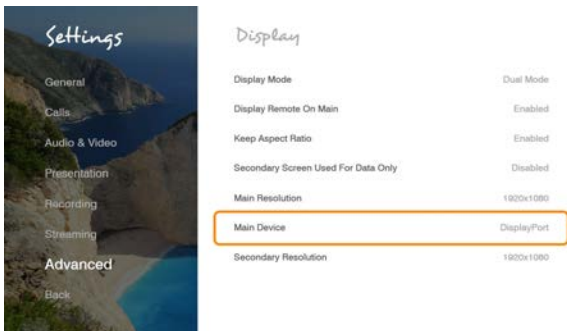 Settings
General
Calls
Audio & Video
Presentation
Recording
Streaming
Advanced
Back
Display
Display Mode Dual Mode
Display Remote On Main Enabled
Keep Aspect Ratio Enabled
Secondary Screen Used For Data Only Disabled
Main Resolution 1920x1080
Main Device DisplayPort
Secondary Resolution 1920x1080